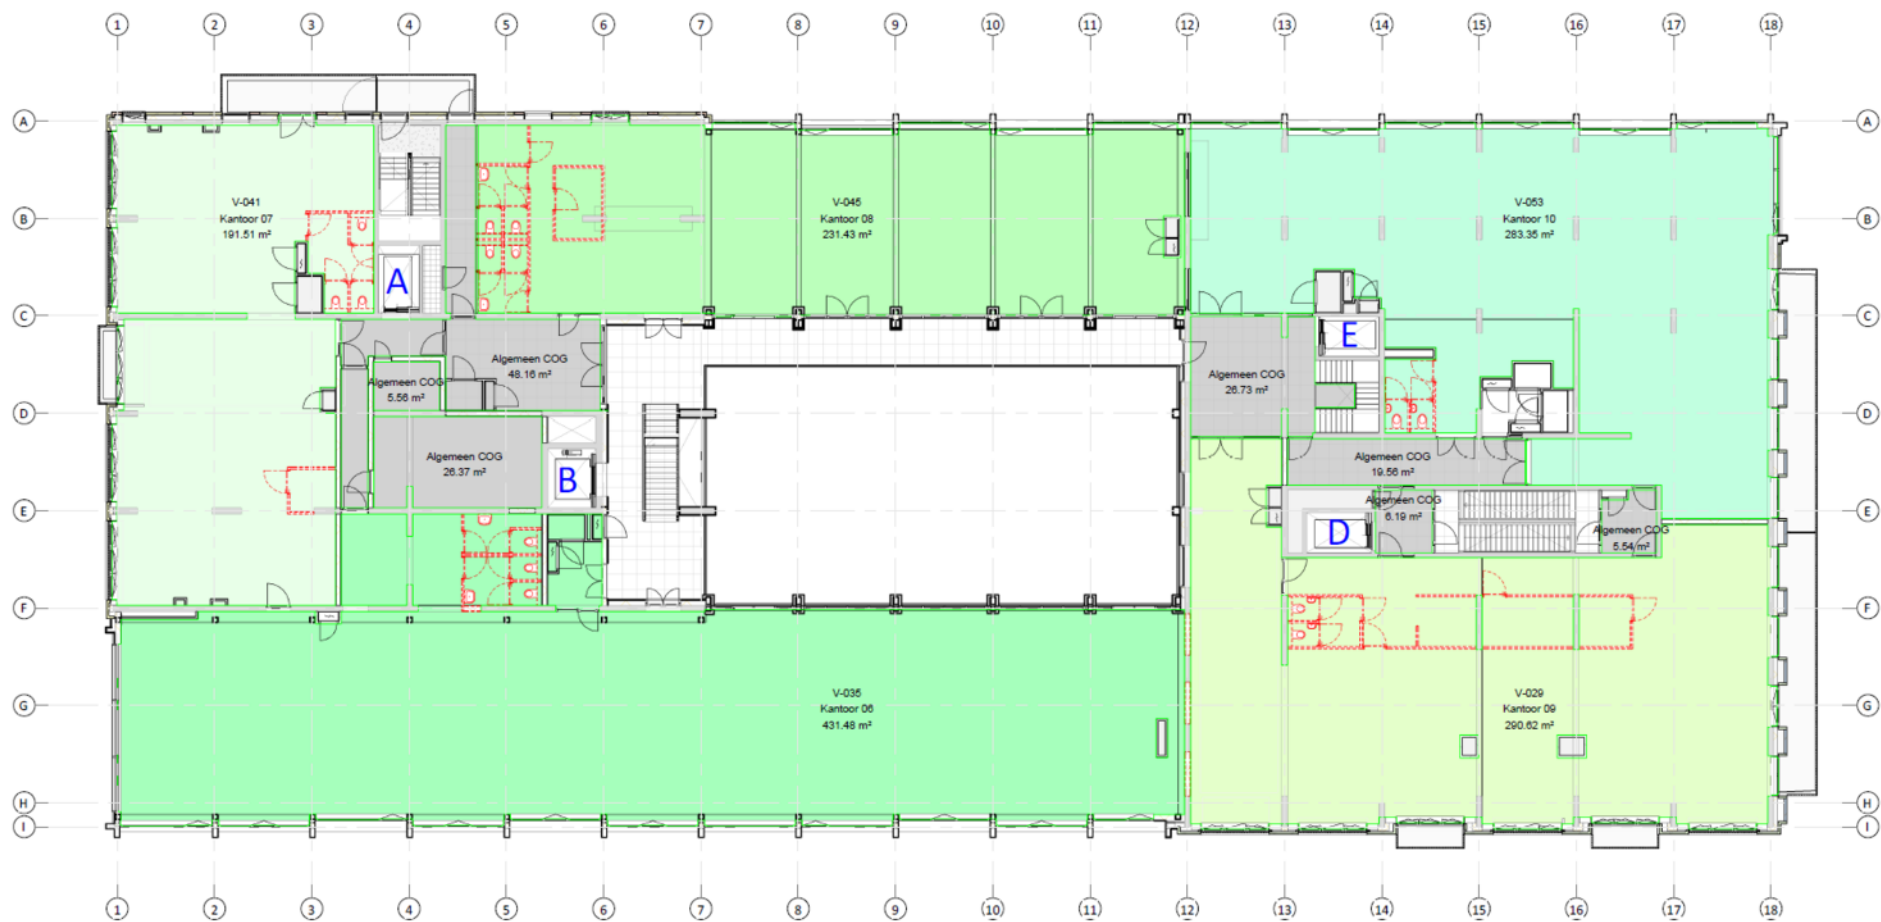 1 2 3 4 5 6 7 8 9 10 11 12 13 14 15 16 17 18
A A
V-041
Kantoor 07
191.51 m²
V-045
Kantoor 08
231.43 m²
V-053
Kantoor 10
283.35 m²
B B
A
C C
E
Algemeen COG
48.16 m²
Algemeen COG
5.56 m²
Algemeen COG
26.73 m²
D D
Algemeen COG
26.37 m²
B
Algemeen COG
19.56 m²
Algemeen COG
6.19 m²
E E
D
Algemeen COG
5.54 m²
F F
V-035
Kantoor 06
431.48 m²
V-029
Kantoor 09
290.62 m²
G G
H H
I I
1 2 3 4 5 6 7 8 9 10 11 12 13 14 15 16 17 18